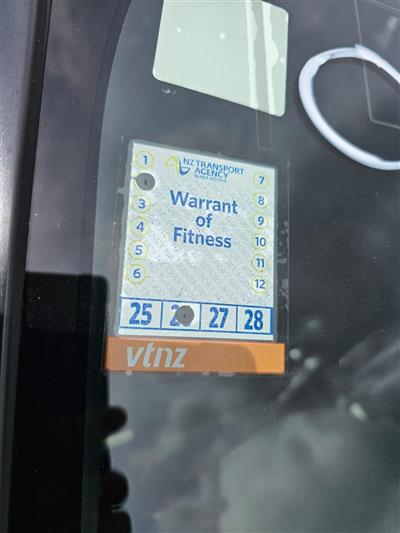 1
NZ TRANSPORT
AGENCY
WAKA KOTAHI
7
8
3
Warrant
of
Fitness
9
4
10
5
11
6
12
25 2 27 28
vtnz